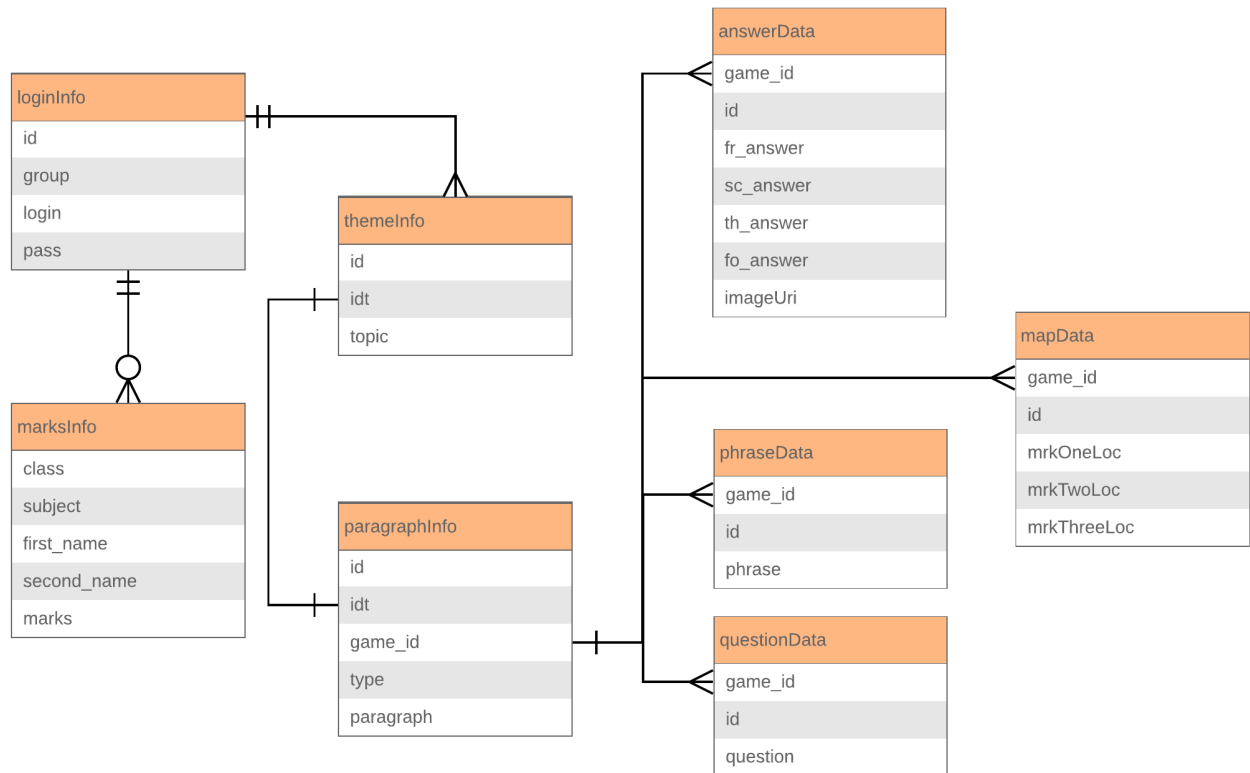 loginInfo
id
group
login
pass
marksInfo
class
subject
first_name
second_name
marks
themeInfo
id
idt
topic
paragraphInfo
id
idt
game_id
type
paragraph
answerData
game_id
id
fr_answer
sc_answer
th_answer
fo_answer
imageUri
phraseData
game_id
id
phrase
questionData
game_id
id
question
mapData
game_id
id
mrkOneLoc
mrkTwoLoc
mrkThreeLoc